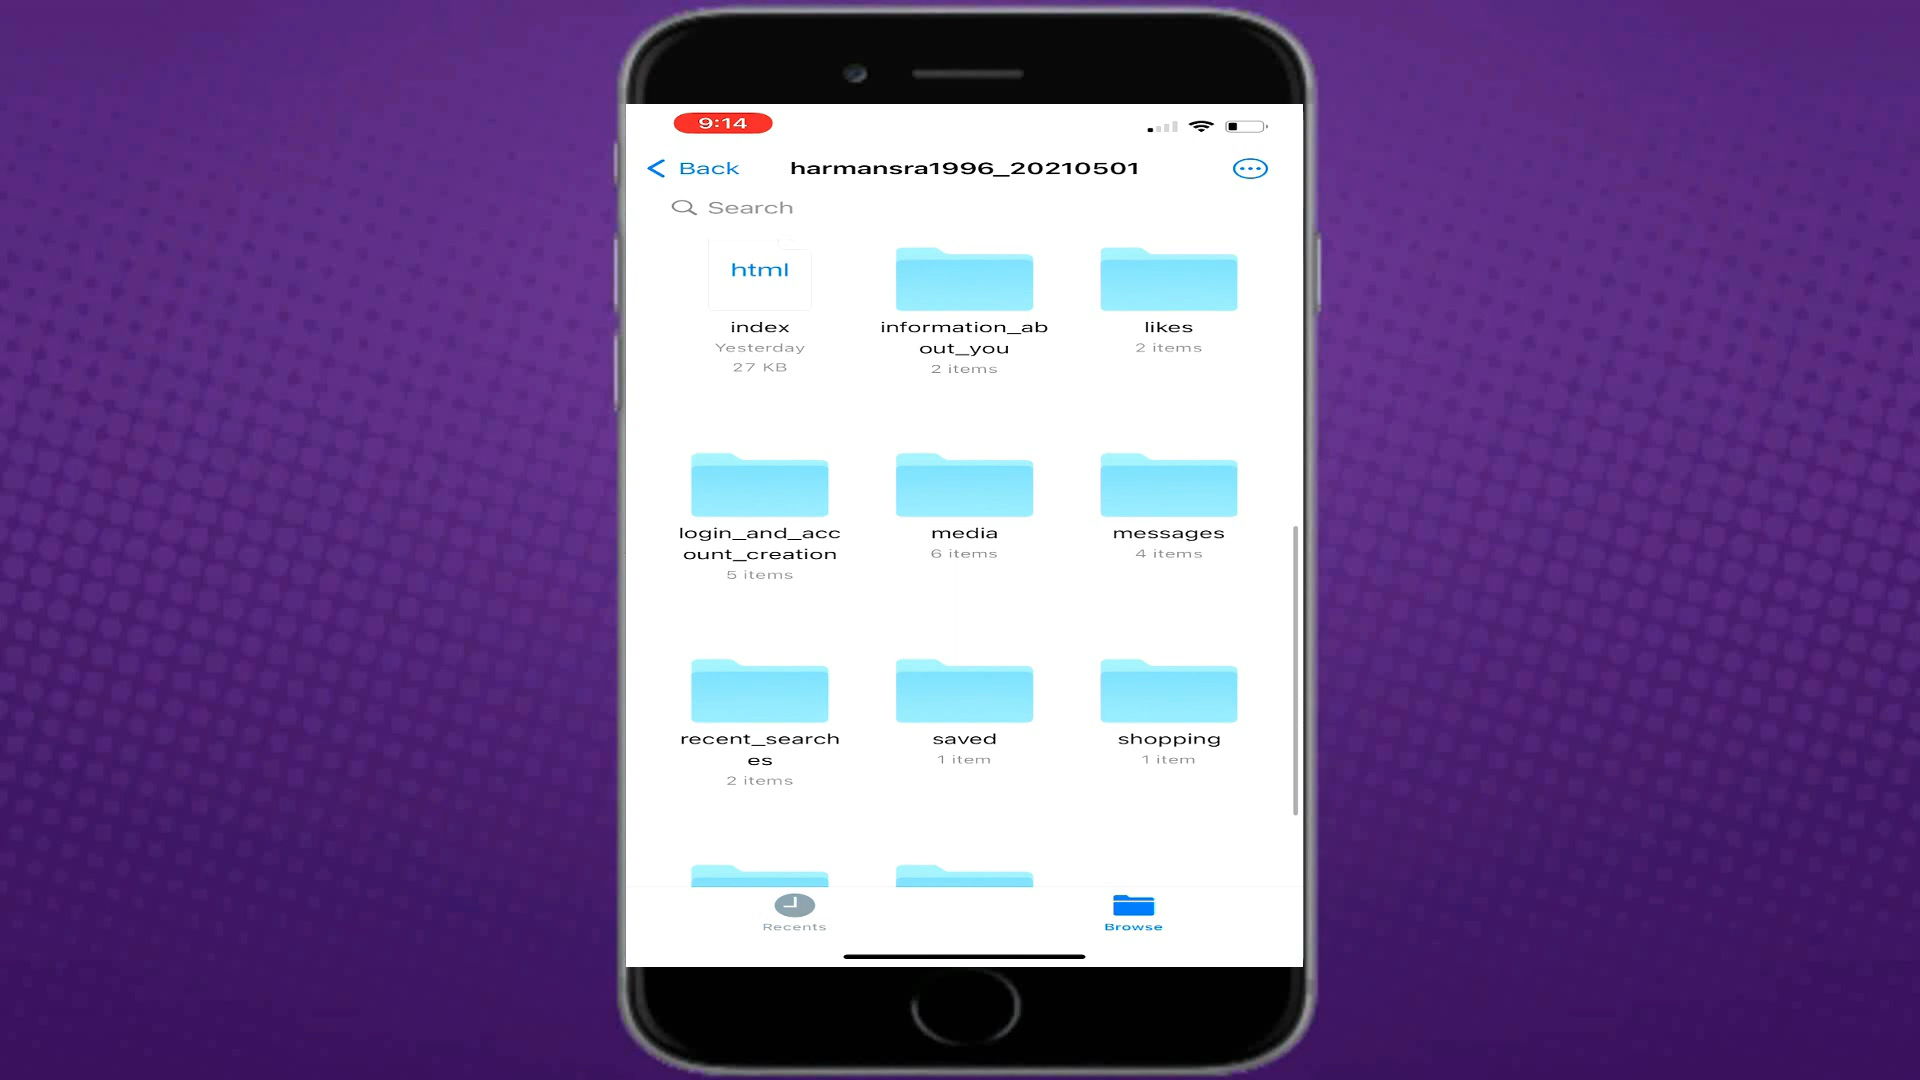 9:14
Back
harmansra1996_20210501
Search
html
index
Yesterday
27 KB
information_ab
out_you
2 items
likes
2 items
login_and_acc
ount_creation
5 items
media
6 items
messages
4 items
recent_search
es
2 items
saved
1 item
shopping
1 item
Recents
Browse